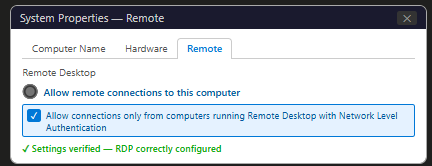 System Properties — Remote
Computer Name Hardware Remote
Remote Desktop
Allow remote connections to this computer
Allow connections only from computers running Remote Desktop with Network Level
Authentication
✓ Settings verified — RDP correctly configured